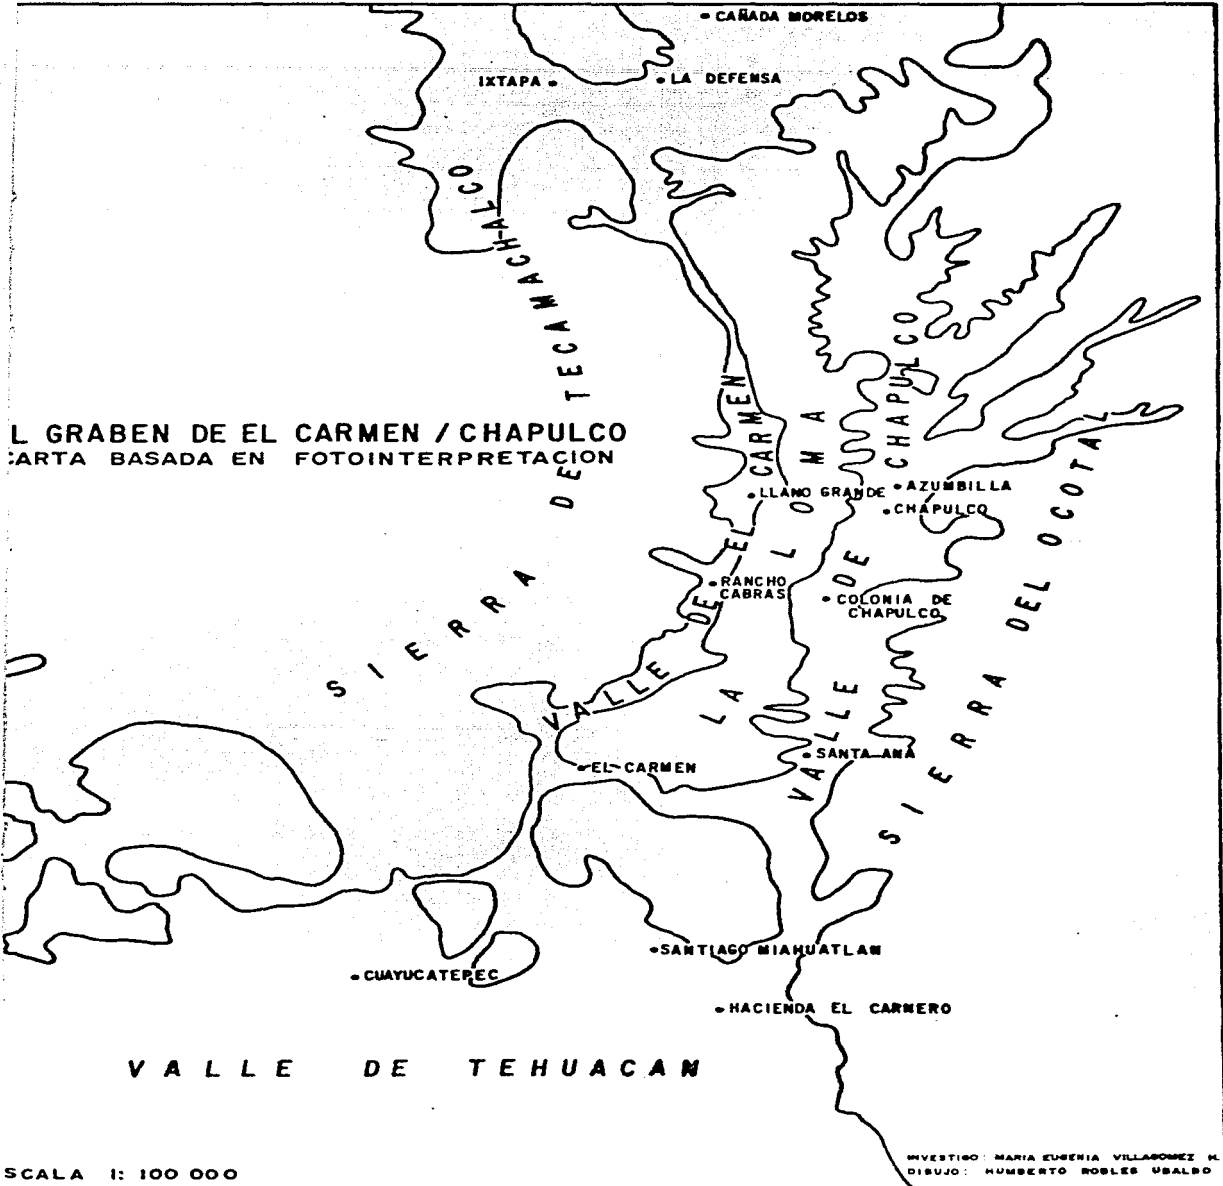 CAÑADA MORELOS
IXTAPA
LA DEFENSA
SIERRA DE TECAMACHALCO
L GRABEN DE EL CARMEN / CHAPULCO
CARTA BASADA EN FOTOINTERPRETACION
VALLE DE EL CARMEN
LA LOMA
VALLE DE CHAPULCO
SIERRA DEL OCOTAL
LLANO GRANDE
AZUMBILLA
CHAPULCO
RANCHO
CABRAS
COLONIA DE
CHAPULCO
SANTA ANA
EL CARMEN
SANTIAGO MIAHUATLAN
CUAYUCATEPEC
HACIENDA EL CARNERO
VALLE DE TEHUACAN
SCALA 1: 100 000
INVESTIGO: MARIA EUGENIA VILLAGOMEZ H.
DIBUJO: HUMBERTO ROBLES UBALDO